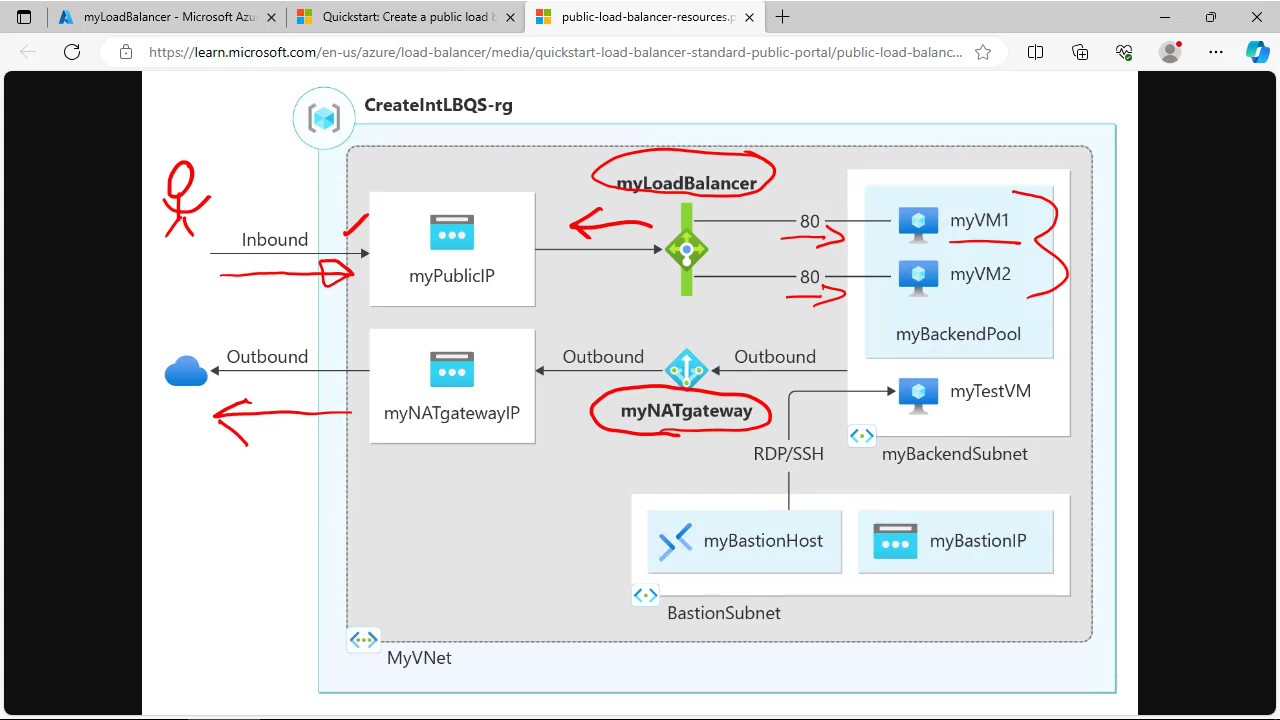 myLoadBalancer - Microsoft Azur
Quickstart: Create a public load b
public-load-balancer-resources.p
https://learn.microsoft.com/en-us/azure/load-balancer/media/quickstart-load-balancer-standard-public-portal/public-load-balanc...
CreateIntLBQS-rg
myLoadBalancer
Inbound
myPublicIP
80
myVM1
80
myVM2
myBackendPool
Outbound
Outbound
Outbound
myNATgatewayIP
myNATgateway
myTestVM
RDP/SSH
myBackendSubnet
myBastionHost
myBastionIP
BastionSubnet
MyVNet